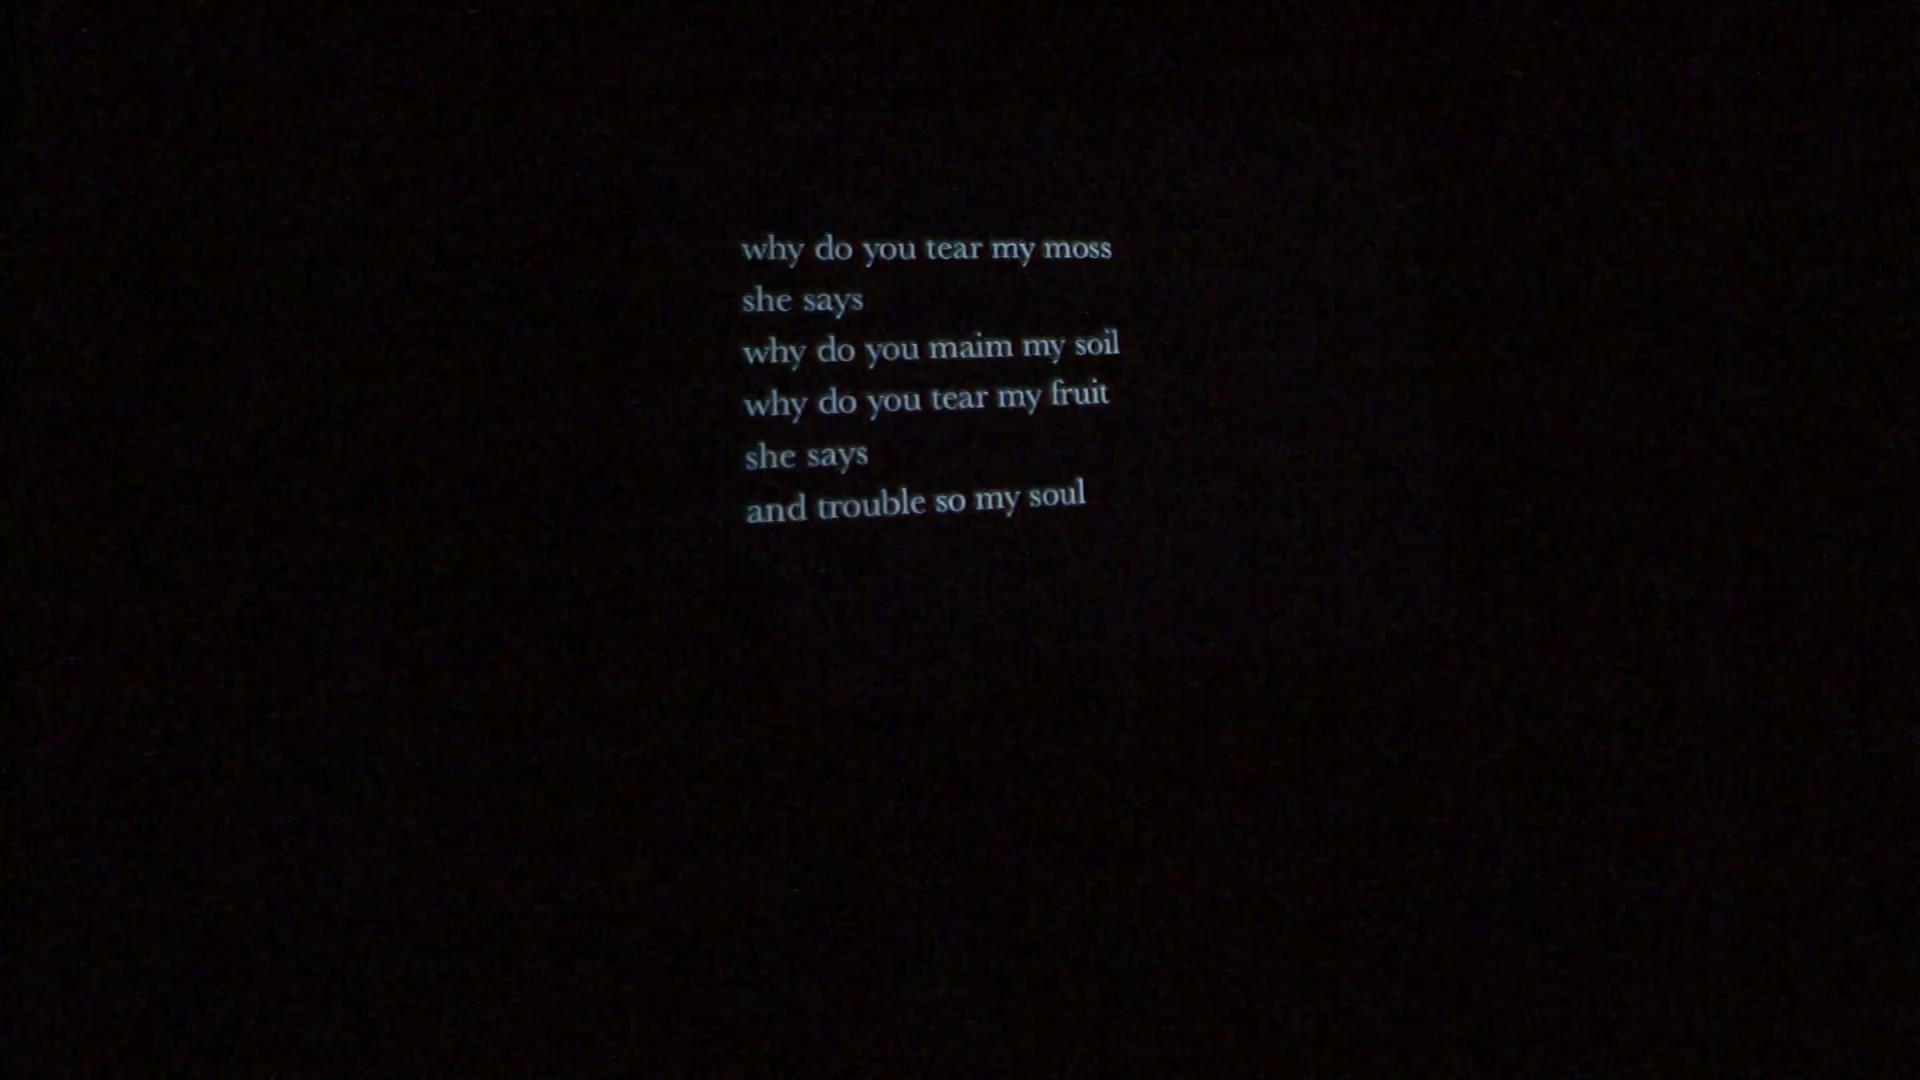 why do you tear my moss
she says
why do you maim my soil
why do you tear my fruit
she says
and trouble so my soul